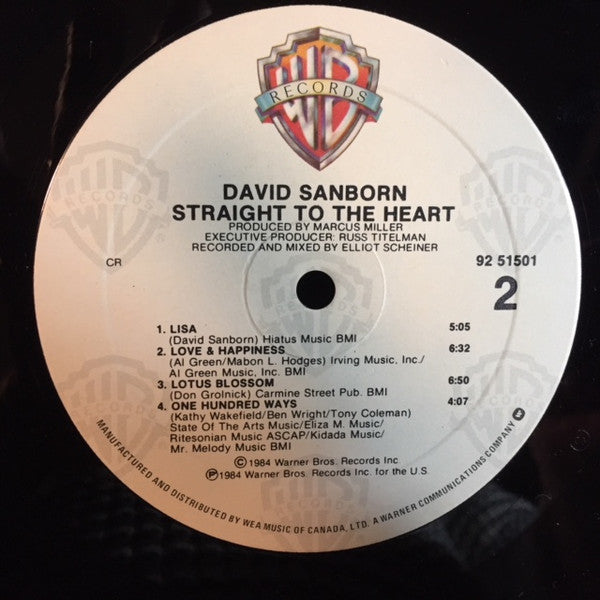 WB
RECORDS
DAVID SANBORN
STRAIGHT TO THE HEART
PRODUCED BY MARCUS MILLER
EXECUTIVE PRODUCER: RUSS TITELMAN
RECORDED AND MIXED BY ELLIOT SCHEINER
CR
92 51501
2
1. LISA 5:05
(David Sanborn) Hiatus Music BMI
2. LOVE & HAPPINESS 6:32
(Al Green/Mabon L. Hodges) Irving Music, Inc./
Al Green Music, Inc. BMI
3. LOTUS BLOSSOM 6:50
(Don Grolnick) Carmine Street Pub. BMI
4. ONE HUNDRED WAYS 4:07
(Kathy Wakefield/Ben Wright/Tony Coleman)
State Of The Arts Music/Eliza M. Music/
Ritesonian Music ASCAP/Kidada Music/
Mr. Melody Music BMI
©1984 Warner Bros. Records Inc.
℗1984 Warner Bros. Records Inc. for the U.S.
MANUFACTURED AND DISTRIBUTED BY WEA MUSIC OF CANADA, LTD. A WARNER COMMUNICATIONS COMPANY